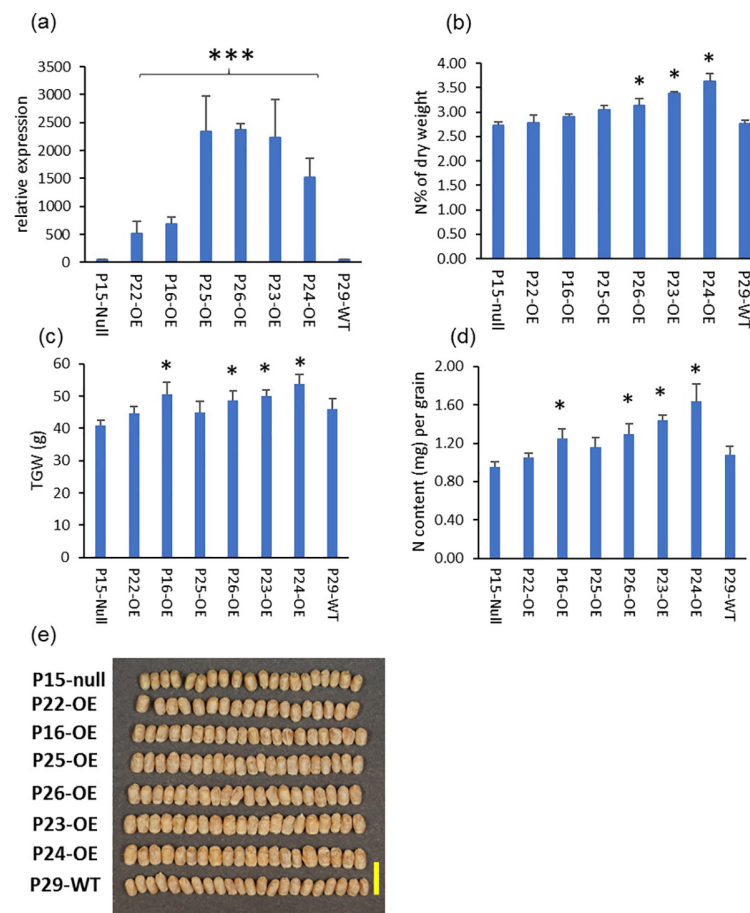 (a)
***
relative expression
3500
3000
2500
2000
1500
1000
500
0
P15-Null
P22-OE
P16-OE
P25-OE
P26-OE
P23-OE
P24-OE
P29-WT
(b)
* * *
N% of dry weight
4.00
3.50
3.00
2.50
2.00
1.50
1.00
0.50
0.00
P15-null
P22-OE
P16-OE
P25-OE
P26-OE
P23-OE
P24-OE
P29-WT
(c)
* * * *
TGW (g)
60
50
40
30
20
10
0
P15-Null
P22-OE
P16-OE
P25-OE
P26-OE
P23-OE
P24-OE
P29-WT
(d)
* * * *
N content (mg) per grain
2.00
1.60
1.20
0.80
0.40
0.00
P15-Null
P22-OE
P16-OE
P25-OE
P26-OE
P23-OE
P24-OE
P29-WT
(e)
P15-null
P22-OE
P16-OE
P25-OE
P26-OE
P23-OE
P24-OE
P29-WT